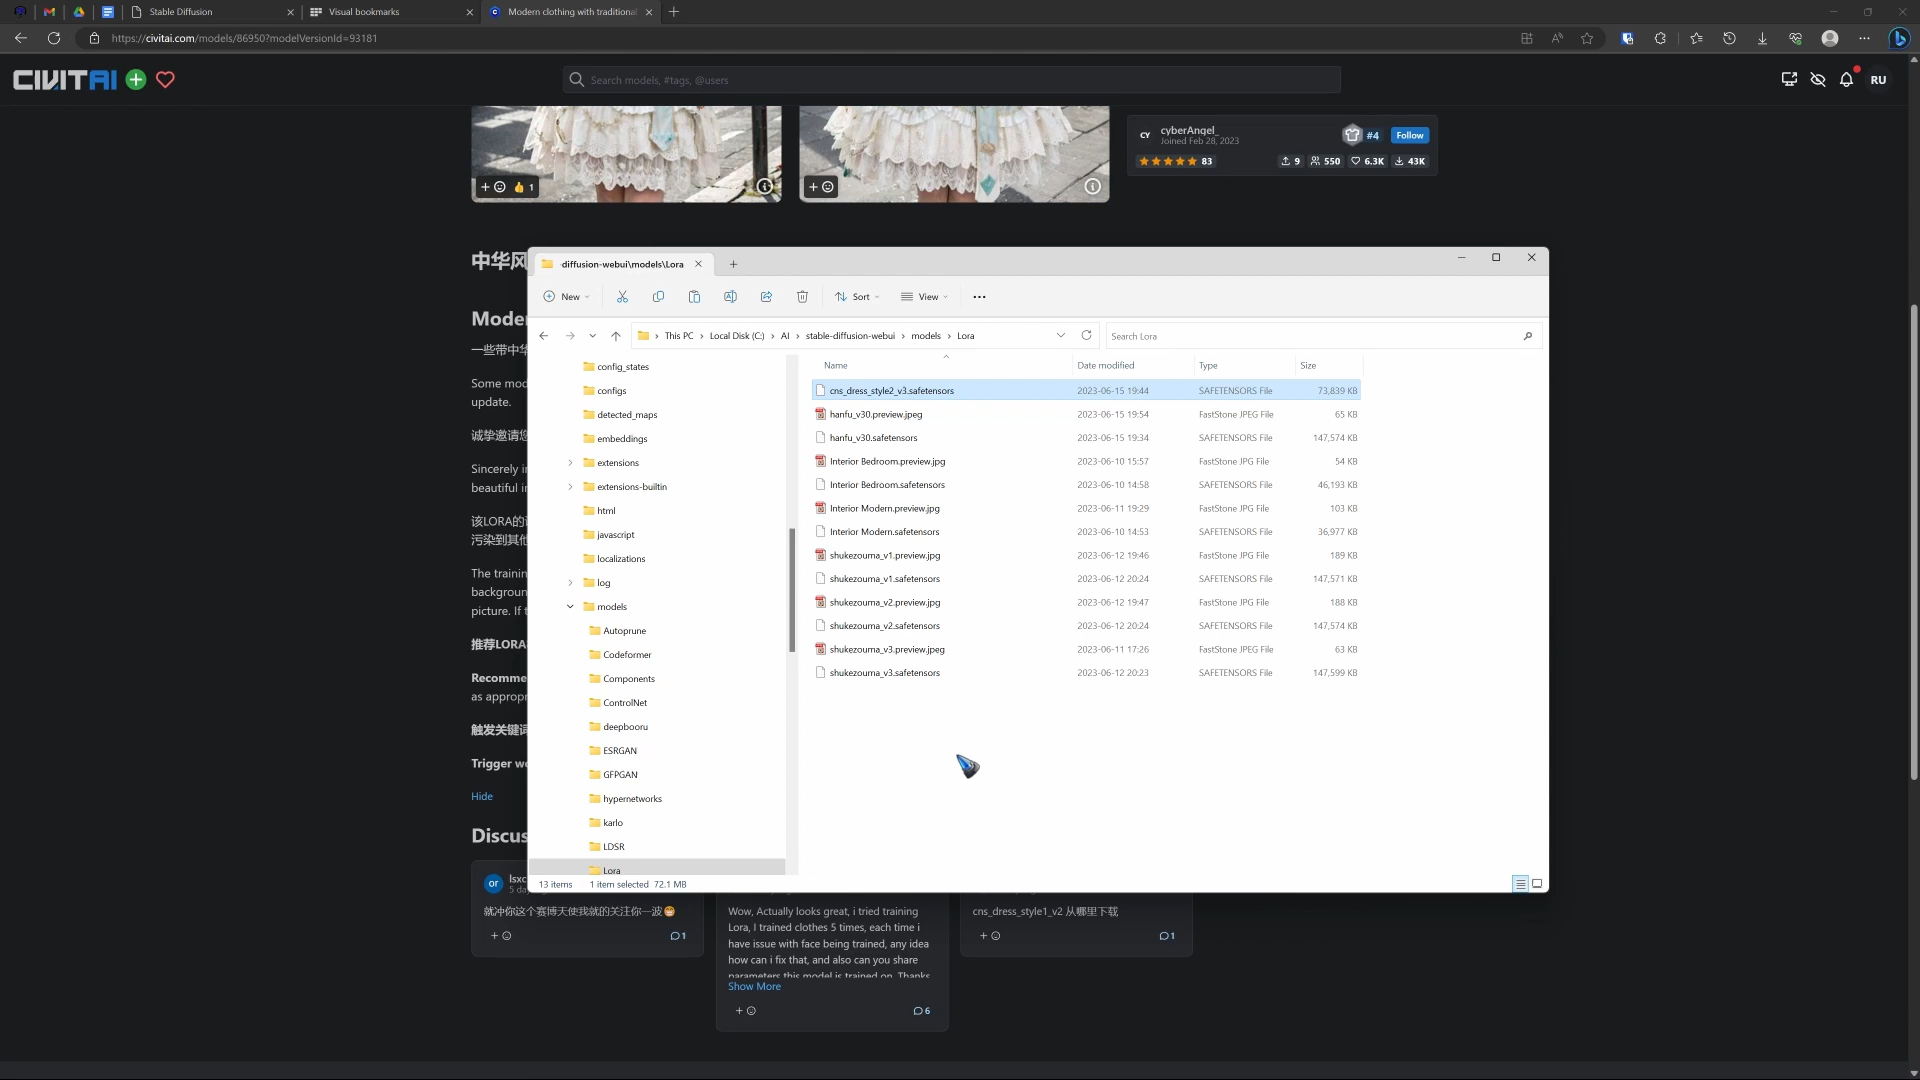 Stable Diffusion
Visual bookmarks
Modern clothing with traditional
https://civitai.com/models/86950?modelVersionId=93181
CIVITAI
Search models, #tags, @users
RU
CY
cyberAngel_
Joined Feb 28, 2023
#4
Follow
83
9
550
6.3K
43K
1
中华风
diffusion-webui\models\Lora
New
Sort
View
Moder
一些带中华
Some mod
update.
诚挚邀请您
Sincerely in
beautiful in
该LORA的
污染到其他
The trainin
backgroun
picture. If t
推荐LORA
Recomme
as appropr
触发关键词
Trigger wo
Hide
Discus
This PC
Local Disk (C:)
AI
stable-diffusion-webui
models
Lora
Search Lora
config_states
configs
detected_maps
embeddings
extensions
extensions-builtin
html
javascript
localizations
log
models
Autoprune
Codeformer
Components
ControlNet
deepbooru
ESRGAN
GFPGAN
hypernetworks
karlo
LDSR
Lora
Name Date modified Type Size
cns_dress_style2_v3.safetensors 2023-06-15 19:44 SAFETENSORS File 73,839 KB
hanfu_v30.preview.jpeg 2023-06-15 19:54 FastStone JPEG File 65 KB
hanfu_v30.safetensors 2023-06-15 19:34 SAFETENSORS File 147,574 KB
Interior Bedroom.preview.jpg 2023-06-10 15:57 FastStone JPG File 54 KB
Interior Bedroom.safetensors 2023-06-10 14:58 SAFETENSORS File 46,193 KB
Interior Modern.preview.jpg 2023-06-11 19:29 FastStone JPG File 103 KB
Interior Modern.safetensors 2023-06-10 14:53 SAFETENSORS File 36,977 KB
shukezouma_v1.preview.jpg 2023-06-12 19:46 FastStone JPG File 189 KB
shukezouma_v1.safetensors 2023-06-12 20:24 SAFETENSORS File 147,571 KB
shukezouma_v2.preview.jpg 2023-06-12 19:47 FastStone JPG File 188 KB
shukezouma_v2.safetensors 2023-06-12 20:24 SAFETENSORS File 147,574 KB
shukezouma_v3.preview.jpeg 2023-06-11 17:26 FastStone JPEG File 63 KB
shukezouma_v3.safetensors 2023-06-12 20:23 SAFETENSORS File 147,599 KB
13 items
1 item selected 72.1 MB
or
lsxc
5 da
就冲你这个赛博天使我就的关注你一波😁
1
Wow, Actually looks great, i tried training
Lora, I trained clothes 5 times, each time i
have issue with face being trained, any idea
how can i fix that, and also can you share
parameters this model is trained on. Thanks
Show More
6
cns_dress_style1_v2 从哪里下载
1